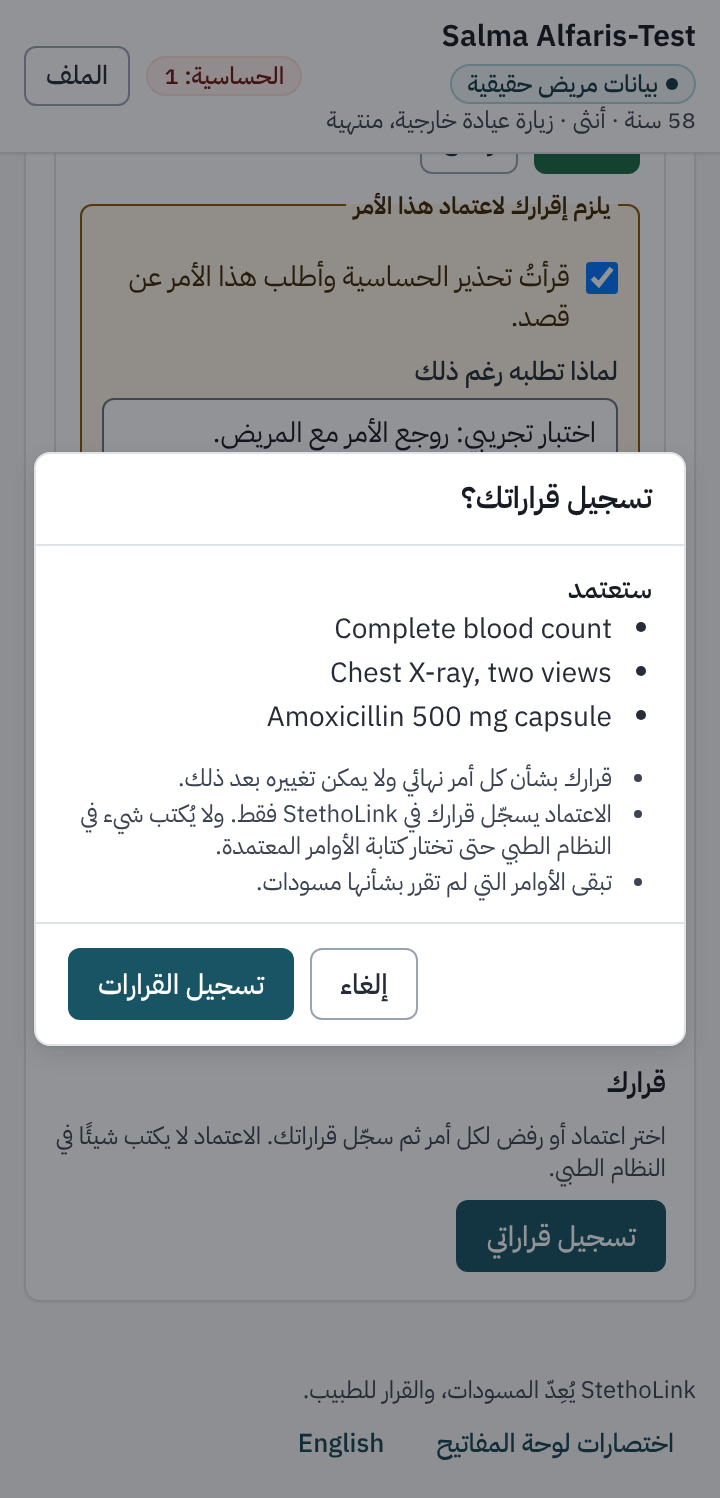 Salma Alfaris-Test
بيانات مريض حقيقية
الحساسية: 1
الملف
58 سنة · أنثى · زيارة عيادة خارجية، منتهية
يلزم إقرارك لاعتماد هذا الأمر
قرأتُ تحذير الحساسية وأطلب هذا الأمر عن
قصد.
لماذا تطلبه رغم ذلك
اختبار تجريبي: روجع الأمر مع المريض.
تسجيل قراراتك؟
ستعتمد
Complete blood count
Chest X-ray, two views
Amoxicillin 500 mg capsule
قرارك بشأن كل أمر نهائي ولا يمكن تغييره بعد ذلك.
الاعتماد يسجّل قرارك في StethoLink فقط. ولا يُكتب شيء في
النظام الطبي حتى تختار كتابة الأوامر المعتمدة.
تبقى الأوامر التي لم تقرر بشأنها مسودات.
إلغاء
تسجيل القرارات
قرارك
اختر اعتماد أو رفض لكل أمر ثم سجّل قراراتك. الاعتماد لا يكتب شيئًا في
النظام الطبي.
تسجيل قراراتي
StethoLink يُعِدّ المسودات، والقرار للطبيب.
اختصارات لوحة المفاتيح
English